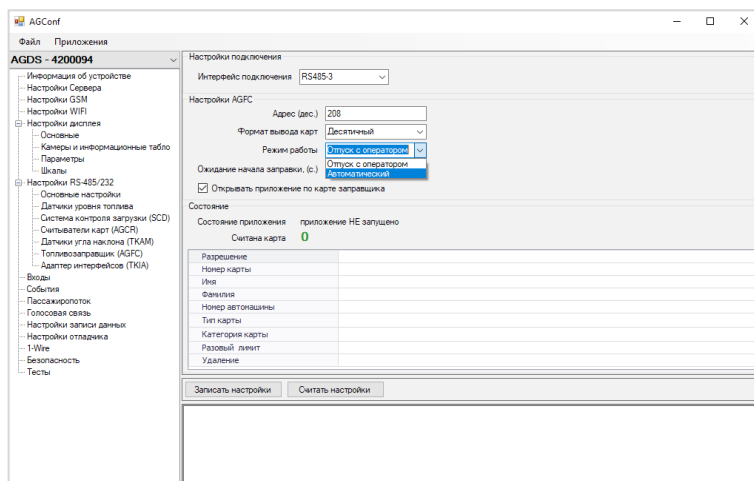 AGConf
Файл Приложения
AGDS - 4200094
Информация об устройстве
Настройки Сервера
Настройки GSM
Настройки WIFI
Настройки дисплея
Основные
Камеры и информационные табло
Параметры
Шкалы
Настройки RS-485/232
Основные настройки
Датчики уровня топлива
Система контроля загрузки (SCD)
Считыватели карт (AGCR)
Датчики угла наклона (TKAM)
Топливозаправщик (AGFC)
Адаптер интерфейсов (TKIA)
Входы
События
Пассажиропоток
Голосовая связь
Настройки записи данных
Настройки отладчика
1-Wire
Безопасность
Тесты
Настройки подключения
Интерфейс подключения RS485-3
Настройки AGFC
Адрес (дес.) 208
Формат вывода карт Десятичный
Режим работы Отпуск с оператором
Отпуск с оператором
Автоматический
Ожидание начала заправки, (с.)
Открывать приложение по карте заправщика
Состояние
Состояние приложения приложение НЕ запущено
Считана карта 0
Разрешение
Номер карты
Имя
Фамилия
Номер автомашины
Тип карты
Категория карты
Разовый лимит
Удаление
Записать настройки Считать настройки